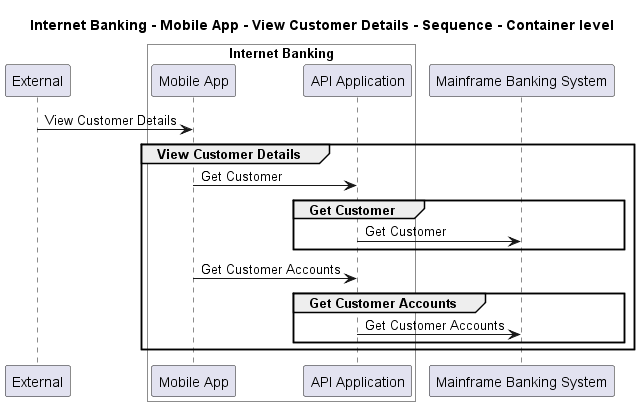 Internet Banking - Mobile App - View Customer Details - Sequence - Container level
Internet Banking
External
Mobile App
API Application
Mainframe Banking System
View Customer Details
View Customer Details
Get Customer
Get Customer
Get Customer
Get Customer Accounts
Get Customer Accounts
Get Customer Accounts
External
Mobile App
API Application
Mainframe Banking System